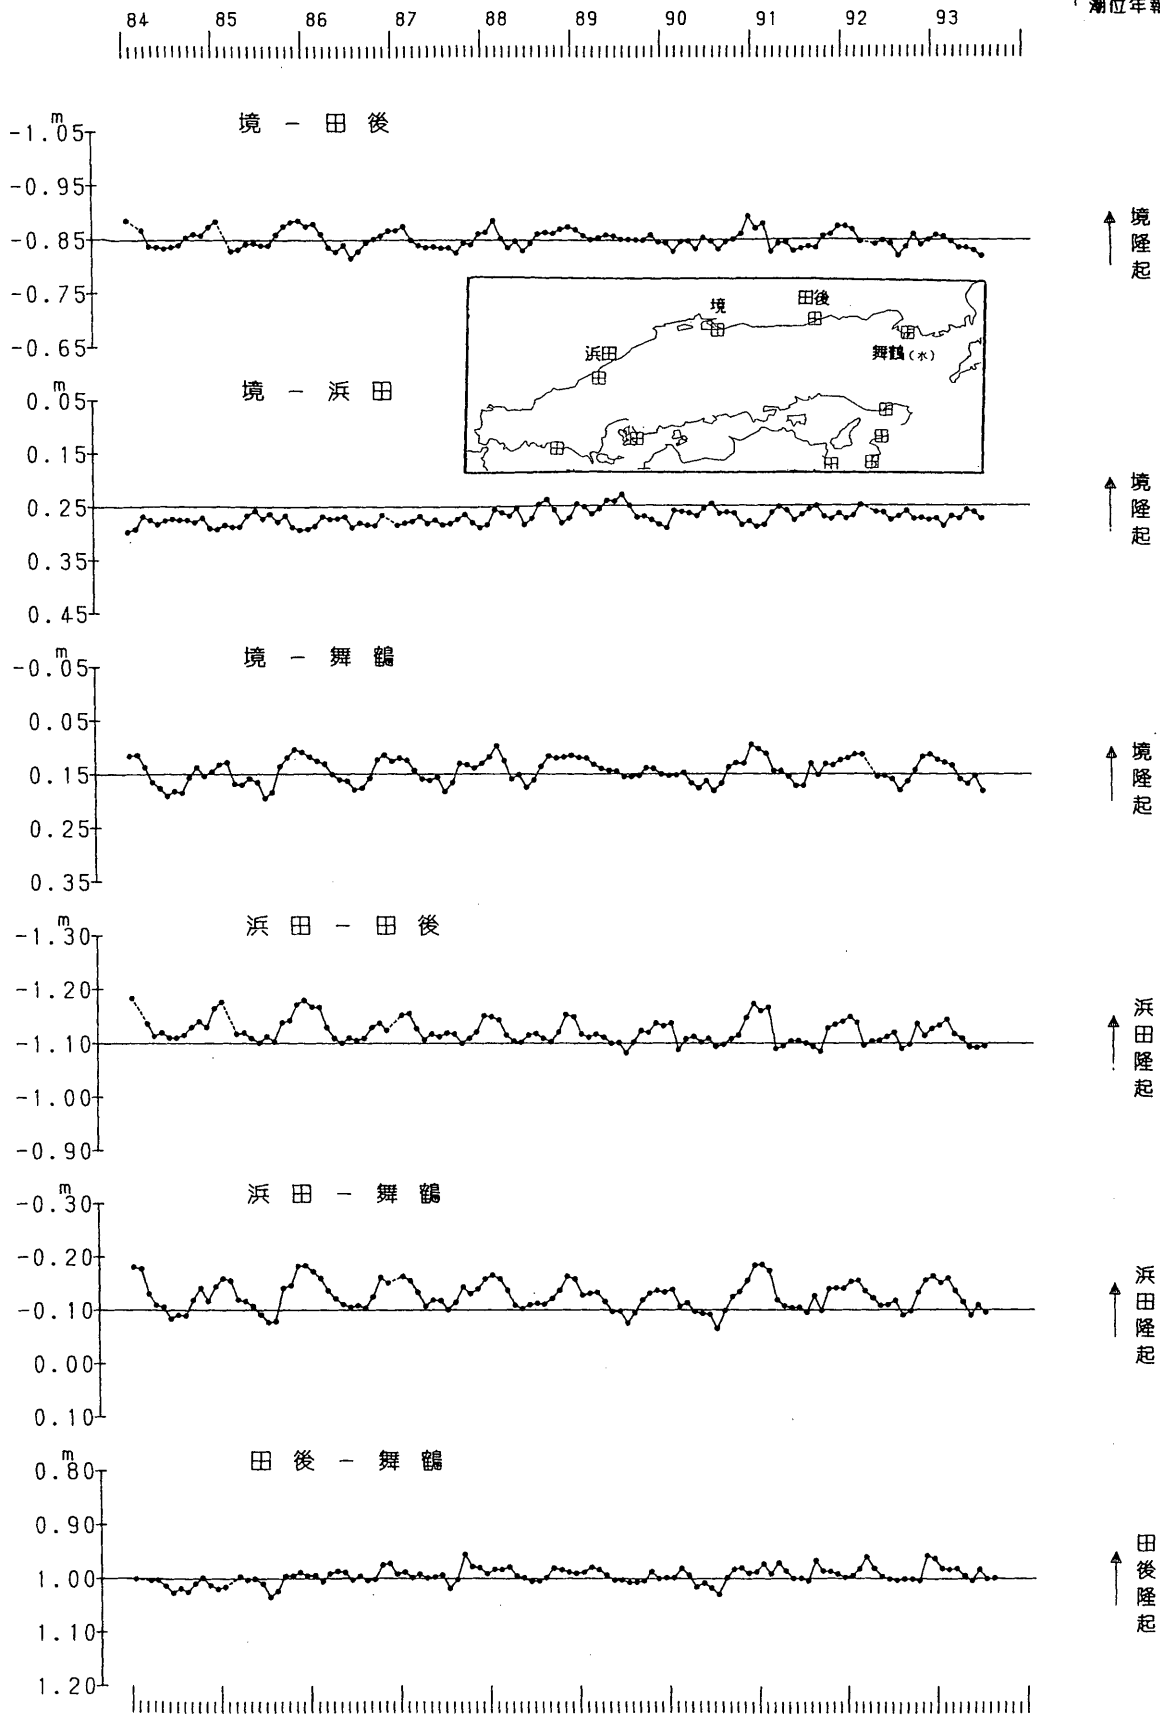 潮位年報
84 85 86 87 88 89 90 91 92 93
境 － 田 後
m
-1.05
-0.95
-0.85
-0.75
-0.65
境隆起
境 － 浜 田
m
0.05
0.15
0.25
0.35
0.45
境隆起
境
田後
浜田
舞鶴(水)
境 － 舞 鶴
m
-0.05
0.05
0.15
0.25
0.35
境隆起
浜 田 － 田 後
m
-1.30
-1.20
-1.10
-1.00
-0.90
浜田隆起
浜 田 － 舞 鶴
m
-0.30
-0.20
-0.10
0.00
0.10
浜田隆起
田 後 － 舞 鶴
m
0.80
0.90
1.00
1.10
1.20
田後隆起